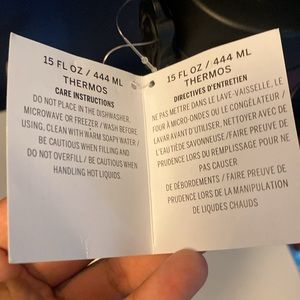 15 FL OZ / 444 ML
THERMOS
CARE INSTRUCTIONS
DO NOT PLACE IN THE DISHWASHER,
MICROWAVE OR FREEZER / WASH BEFORE
USING, CLEAN WITH WARM SOAPY WATER /
BE CAUTIOUS WHEN FILLING AND
DO NOT OVERFILL / BE CAUTIOUS WHEN
HANDLING HOT LIQUIDS.
15 FL OZ / 444 ML
THERMOS
DIRECTIVES D'ENTRETIEN
NE PAS METTRE DANS LE LAVE-VAISSELLE, LE
FOUR À MICRO-ONDES OU LE CONGÉLATEUR /
LAVAR AVANT D'UTILISER, NETTOYER AVEC DE
L'EAU TIÈDE SAVONNEUSE / FAIRE PREUVE DE
PRUDENCE LORS DU REMPLISSAGE POUR NE
PAS CAUSER
DE DÉBORDEMENTS / FAIRE PREUVE DE
PRUDENCE LORS DE LA MANIPULATION
DE LIQUDES CHAUDS